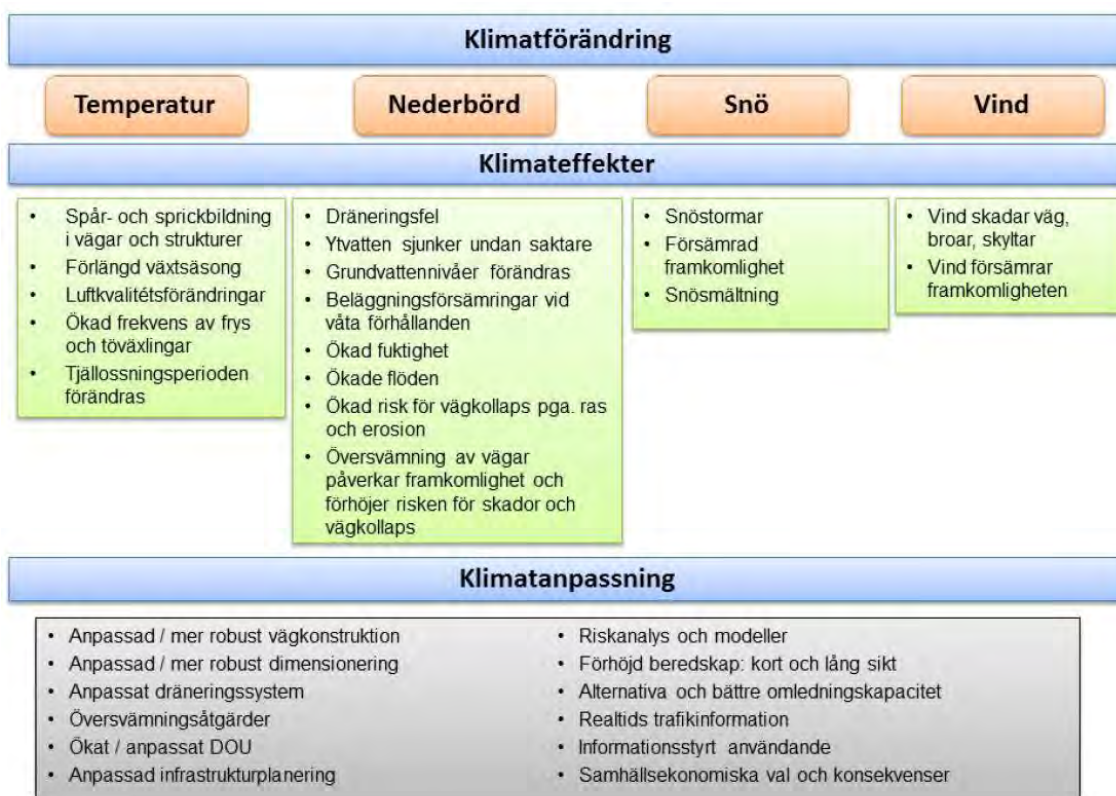 Klimatförändring
Temperatur
Nederbörd
Snö
Vind
Klimateffekter
• Spår- och sprickbildning
i vägar och strukturer
• Förlängd växtsäsong
• Luftkvalitétsförändringar
• Ökad frekvens av frys
och töväxlingar
• Tjällossningsperioden
förändras
• Dräneringsfel
• Ytvatten sjunker undan saktare
• Grundvattennivåer förändras
• Beläggningsförsämringar vid
våta förhållanden
• Ökad fuktighet
• Ökade flöden
• Ökad risk för vägkollaps pga. ras
och erosion
• Översvämning av vägar
påverkar framkomlighet och
förhöjer risken för skador och
vägkollaps
• Snöstormar
• Försämrad
framkomlighet
• Snösmältning
• Vind skadar väg,
broar, skyltar
• Vind försämrar
framkomligheten
Klimatanpassning
• Anpassad / mer robust vägkonstruktion
• Anpassad / mer robust dimensionering
• Anpassat dräneringssystem
• Översvämningsåtgärder
• Ökat / anpassat DOU
• Anpassad infrastrukturplanering
• Riskanalys och modeller
• Förhöjd beredskap: kort och lång sikt
• Alternativa och bättre omledningskapacitet
• Realtids trafikinformation
• Informationsstyrt användande
• Samhällsekonomiska val och konsekvenser